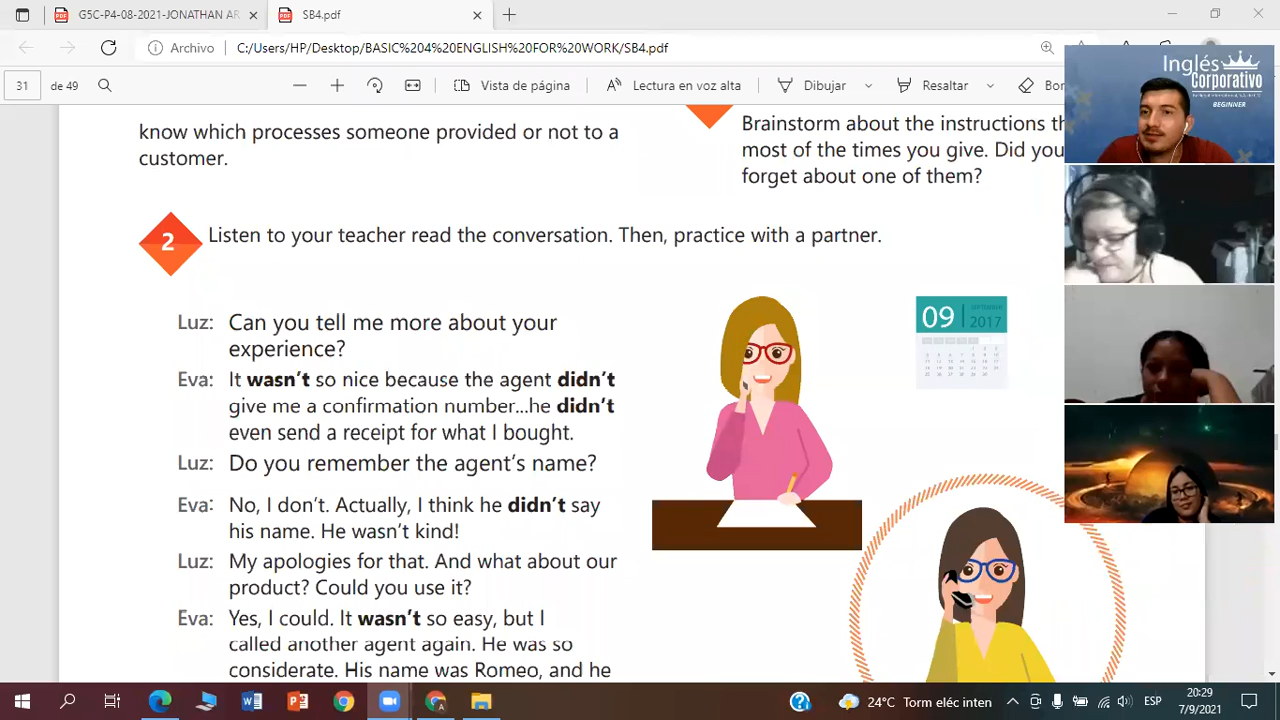 G5C-P4-08-2021-JONATHAN AR
SB4.pdf
Archivo
C:/Users/HP/Desktop/BASIC%204%20ENGLISH%20FOR%20WORK/SB4.pdf
31
de 49
Vista de página
Lectura en voz alta
Dibujar
Resaltar
Bor
Inglés
Corporativo
BEGINNER
know which processes someone provided or not to a
customer.
Brainstorm about the instructions th
most of the times you give. Did you
forget about one of them?
2
Listen to your teacher read the conversation. Then, practice with a partner.
Luz: Can you tell me more about your
experience?
Eva: It wasn't so nice because the agent didn't
give me a confirmation number...he didn't
even send a receipt for what I bought.
Luz: Do you remember the agent's name?
Eva: No, I don't. Actually, I think he didn't say
his name. He wasn't kind!
Luz: My apologies for that. And what about our
product? Could you use it?
Eva: Yes, I could. It wasn't so easy, but I
called another agent again. He was so
considerate. His name was Romeo, and he
09
SEPTEMBER
2017
24°C Torm eléc inten
ESP
20:29
7/9/2021